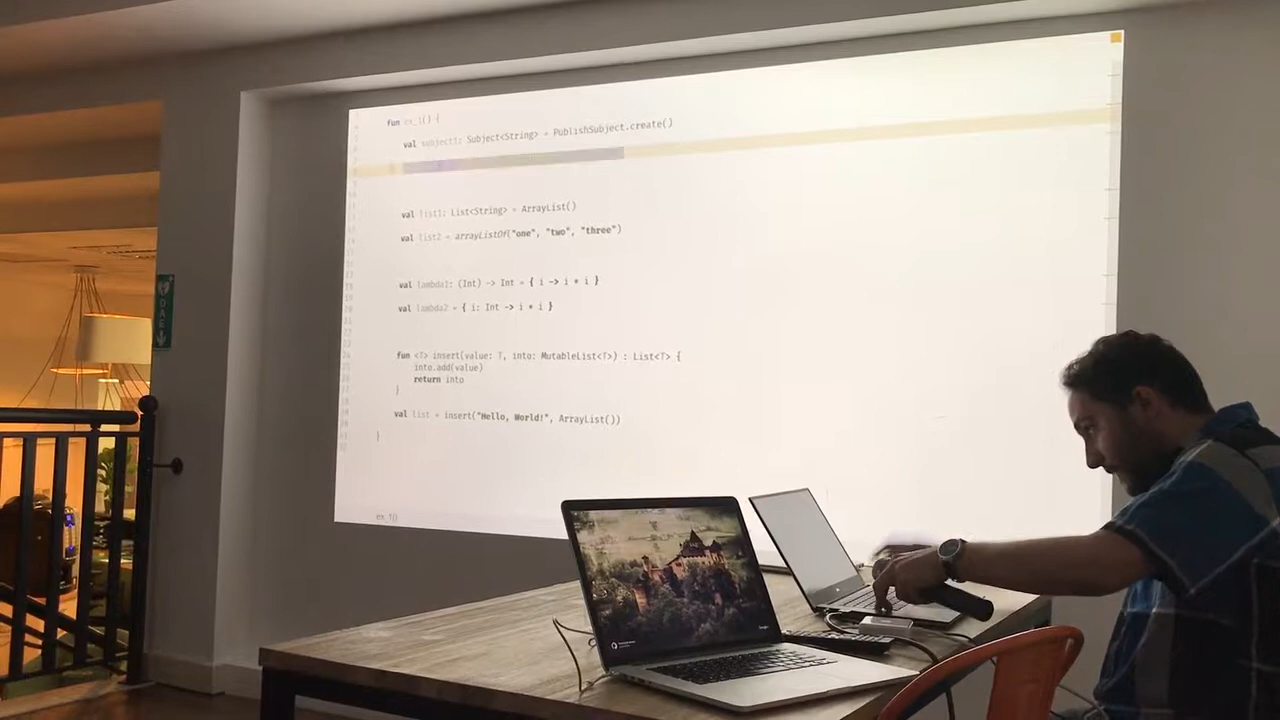 fun ex_1() {
val subject1: Subject<String> = PublishSubject.create()
val list1: List<String> = ArrayList()
val list2 = arrayListOf("one", "two", "three")
val lambda1: (Int) -> Int = { i -> i * i }
val lambda2 = { i: Int -> i * i }
fun <T> insert(value: T, into: MutableList<T>) : List<T> {
into.add(value)
return into
}
val list = insert("Hello, World!", ArrayList())
}
ex_1()
DAE